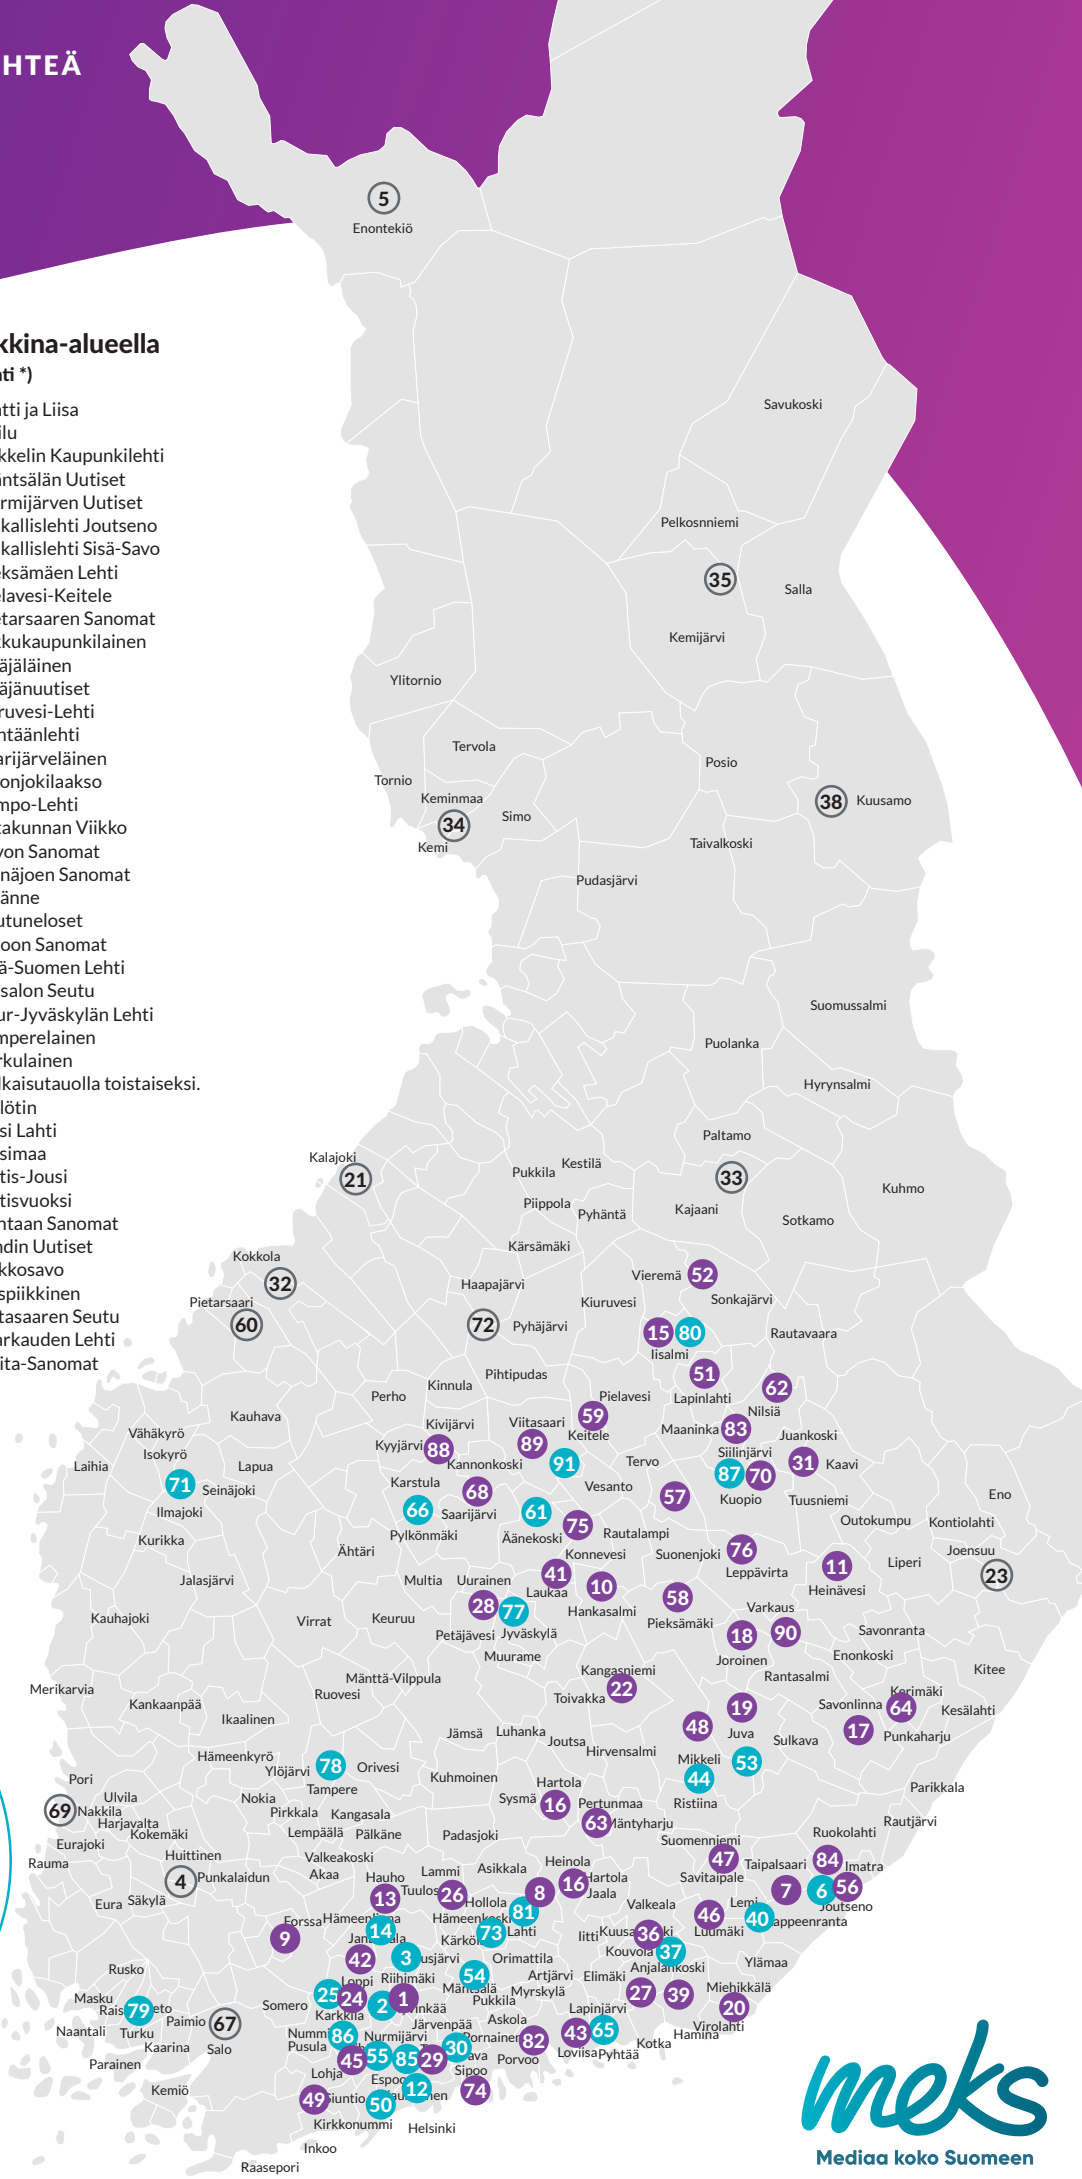 HTEÄ
kkina-alueella
ti *)
tti ja Liisa
ilu
kkelin Kaupunkilehti
intsälän Uutiset
rmijärven Uutiset
kallislehti Joutseno
kallislehti Sisä-Savo
eksämäen Lehti
elavesi-Keitele
etarsaaren Sanomat
kkukaupunkilainen
äjäläinen
äjänuutiset
ruvesi-Lehti
ntäänlehti
arijärveläinen
onjokilaakso
mpo-Lehti
takunnan Viikko
von Sanomat
näjoen Sanomat
änne
utuneloset
oon Sanomat
ä-Suomen Lehti
salon Seutu
ur-Jyväskylän Lehti
mperelainen
rkulainen
lkaisutauolla toistaiseksi.
lötin
si Lahti
simaa
tis-Jousi
tisvuoksi
ntaan Sanomat
hdin Uutiset
kkosavo
spiikkinen
tasaaren Seutu
arkauden Lehti
ita-Sanomat
5
Enontekiö
Savukoski
Pelkosnniemi
35
Salla
Kemijärvi
Ylitornio
Tervola
Posio
Tornio
Keminmaa
38 Kuusamo
34
Simo
Kemi
Taivalkoski
Pudasjärvi
Suomussalmi
Puolanka
Hyrynsalmi
Paltamo
Kalajoki
21
Pukkila
Kestilä
33
Kuhmo
Piippola
Pyhäntä
Kajaani
Sotkamo
Kärsämäki
Kokkola
32
Vieremä 52
Haapajärvi
Pietarsaari
Kiuruvesi
Sonkajärvi
60
72 Pyhäjärvi
15 80
Iisalmi
Rautavaara
Pihtipudas
51
Lapinlahti
62
Nilsiä
Perho
Kinnula
Pielavesi
59
Keitele
Kauhava
Kivijärvi
Viitasaari
Maaninka 83
Juankoski
Vähäkyrö
Kyyjärvi 88
89
Isokyrö
Kannonkoski
91
Tervo
Siilinjärvi
31 Kaavi
Laihia
Lapua
87 70
Kuopio
71 Seinäjoki
Karstula
68
Vesanto
57
Tuusniemi
Eno
Ilmajoki
66
Saarijärvi
61
75
Outokumpu
Kontiolahti
Kurikka
Pylkönmäki
Äänekoski
Rautalampi
Ähtäri
Konnevesi
Suonenjoki 76
Joensuu
Jalasjärvi
Multia
Uurainen
41
Leppävirta
11
Liperi
23
Laukaa
10
Heinävesi
Kauhajoki
Virrat
Keuruu
28 77
Hankasalmi
58
Varkaus
Petäjävesi
Jyväskylä
Pieksämäki
18 90
Savonranta
Muurame
Joroinen
Enonkoski
Merikarvia
Mänttä-Vilppula
Kangasniemi
Rantasalmi
Kitee
Kankaanpää
Ruovesi
Toivakka 22
Kerimäki
Ikaalinen
19
Savonlinna 64
Kesälahti
Jämsä
Luhanka
48
Juva
17
Punkaharju
Joutsa
Sulkava
Hämeenkyrö
Hirvensalmi
Mikkeli 53
Ylöjärvi 78 Orivesi
44
Pori
Tampere
Kuhmoinen
Hartola
Ristiina
Parikkala
Ulvila
Nokia
Sysmä 16 Pertunmaa
69 Nakkila
Pirkkala
Kangasala
63 Mäntyharju
Rautjärvi
Harjavalta
Kokemäki
Lempäälä
Pälkäne
Padasjoki
Suomenniemi
Ruokolahti
Eurajoki
Huittinen
Valkeakoski
Heinola
47
Taipalsaari 84 Imatra
Rauma
4 Punkalaidun
Akaa
Hauho
Lammi
Asikkala
16 Hartola
Savitaipale
7 6 56
Eura
Säkylä
13
26
8
Jaala
Joutseno
Hollola
Valkeala
Lemi
Forssa
81
46
40
9
14
73 Lahti
Iitti
36
Luumäki
42
3
Orimattila
Kouvola 37
Ylämaa
Rusko
Loppi
Riihimäki
54
Artjärvi
Elimäki
Miehikkälä
Masku
Somero 25 24 2 1
Myrskylä
27 39
79
Karkkila
Pukkila
Lapinjärvi
20
Naantali
Turku
Paimio 67
Järvenpää
Askola
Virolahti
Kaarina
Salo
86
Nurmijärvi
82
43 65
Hamina
Pusula
30
Kotka
Parainen
45 55 85 29
Porvoo
Loviisa
Pyhtää
Lohja
Sipoo
Kemiö
12
74
49 Siuntio 50
Kirkkonummi
Helsinki
Inkoo
Raasepori
meks
Mediaa koko Suomeen